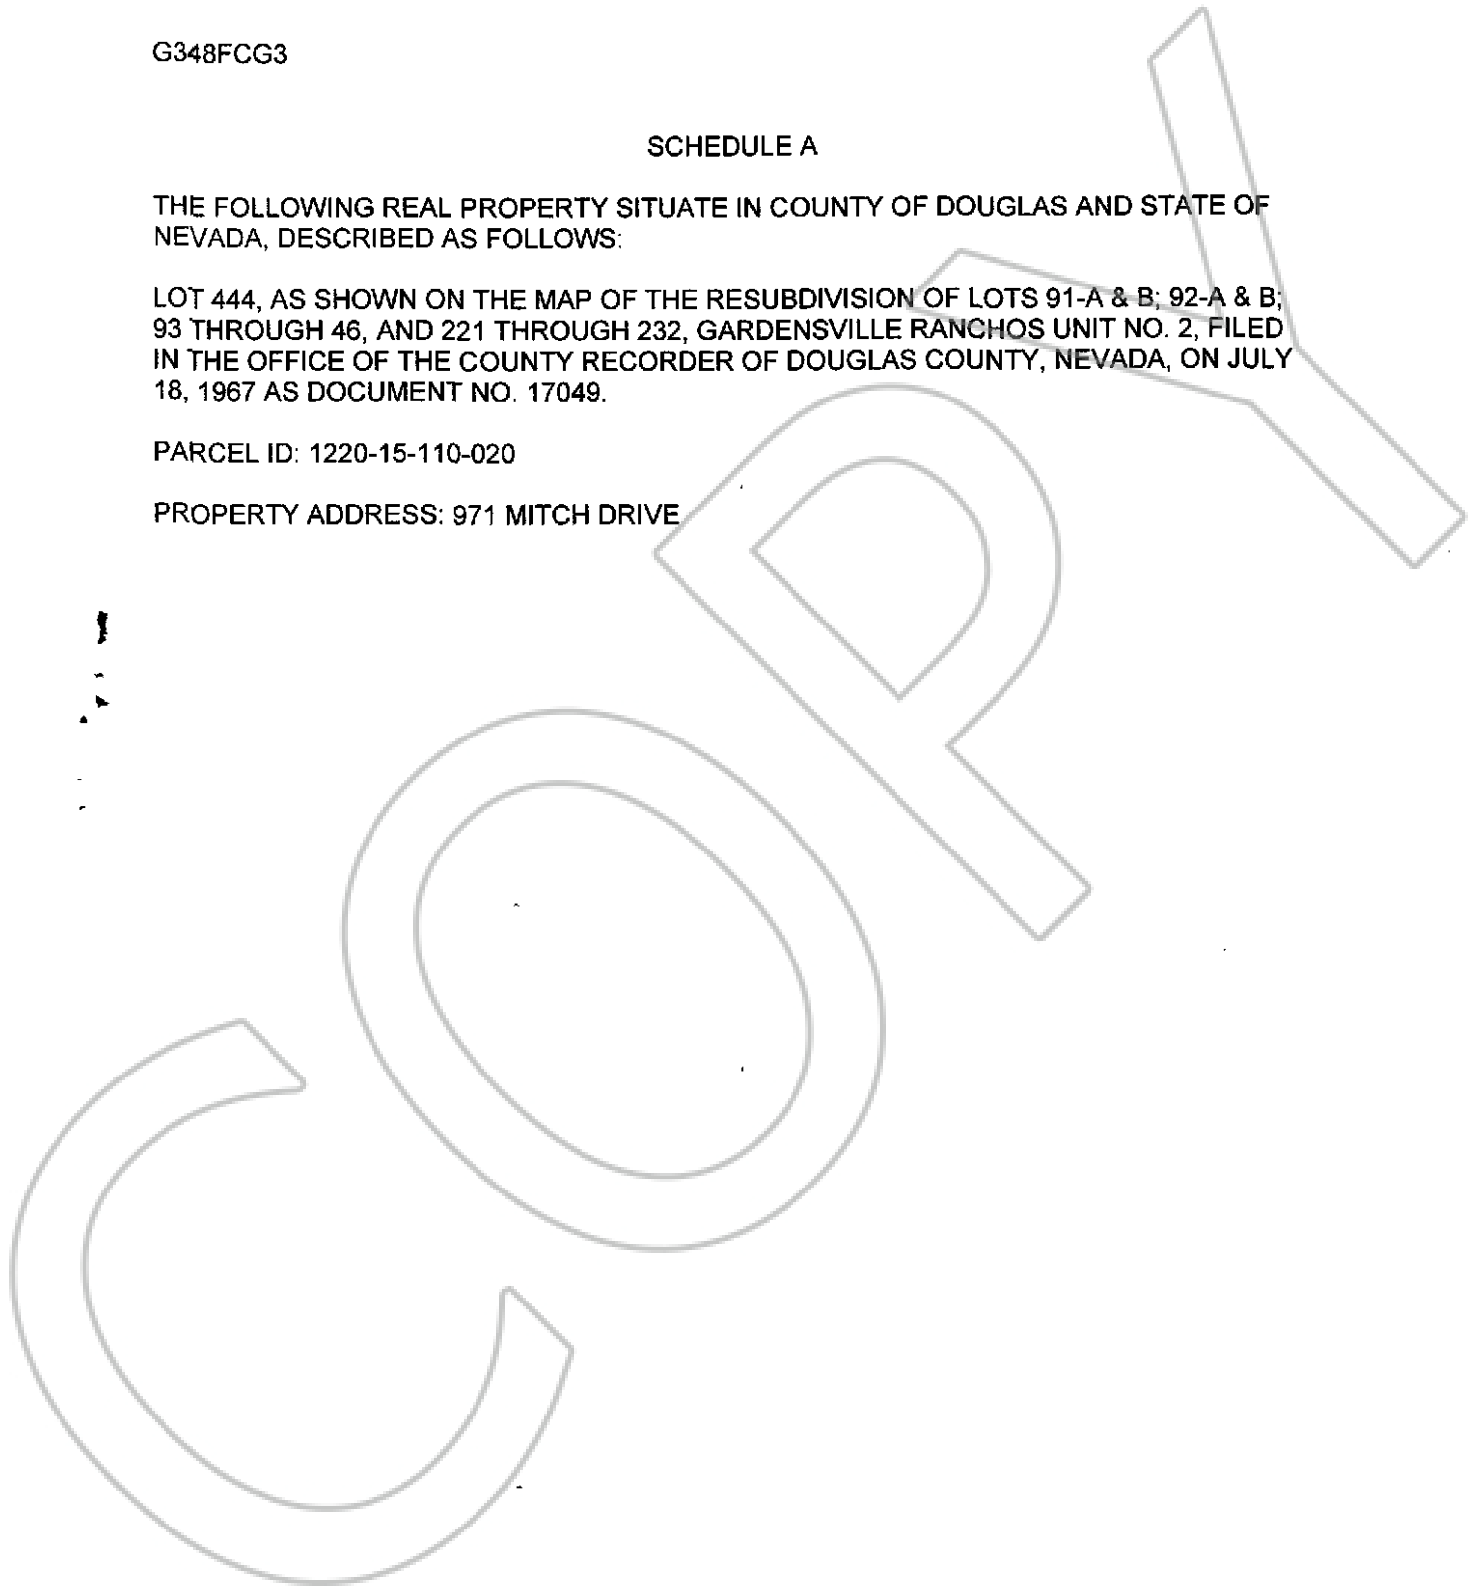 G348FCG3
SCHEDULE A
THE FOLLOWING REAL PROPERTY SITUATE IN COUNTY OF DOUGLAS AND STATE OF
NEVADA, DESCRIBED AS FOLLOWS:
LOT 444, AS SHOWN ON THE MAP OF THE RESUBDIVISION OF LOTS 91-A & B; 92-A & B;
93 THROUGH 46, AND 221 THROUGH 232, GARDENSVILLE RANCHOS UNIT NO. 2, FILED
IN THE OFFICE OF THE COUNTY RECORDER OF DOUGLAS COUNTY, NEVADA, ON JULY
18, 1967 AS DOCUMENT NO. 17049.
PARCEL ID: 1220-15-110-020
PROPERTY ADDRESS: 971 MITCH DRIVE
COPY